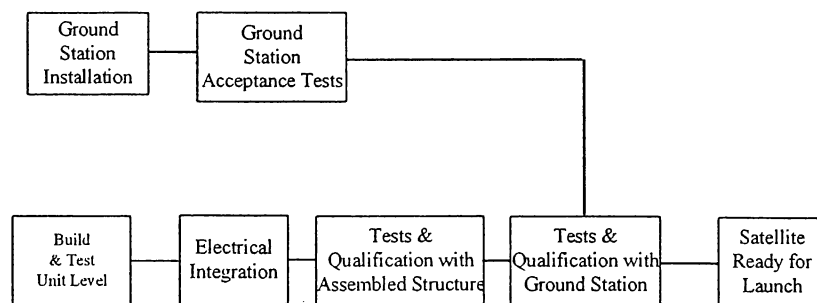 Ground
Station
Installation
Ground
Station
Acceptance Tests
Build
& Test
Unit Level
Electrical
Integration
Tests &
Qualification with
Assembled Structure
Tests &
Qualification with
Ground Station
Satellite
Ready for
Launch